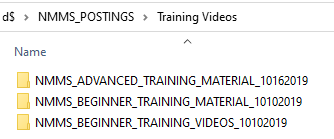 d$ › NMMS_POSTINGS › Training Videos
Name
NMMS_ADVANCED_TRAINING_MATERIAL_10162019
NMMS_BEGINNER_TRAINING_MATERIAL_10102019
NMMS_BEGINNER_TRAINING_VIDEOS_10102019